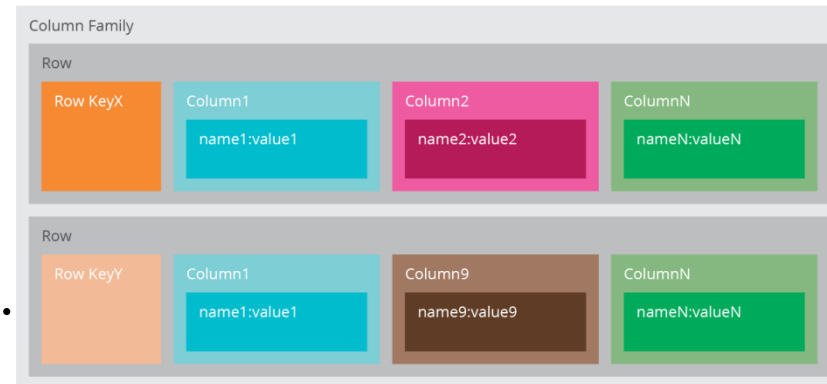 Column Family
Row
Row KeyX
Column1
name1:value1
Column2
name2:value2
ColumnN
nameN:valueN
Row
Row KeyY
Column1
name1:value1
Column9
name9:value9
ColumnN
nameN:valueN